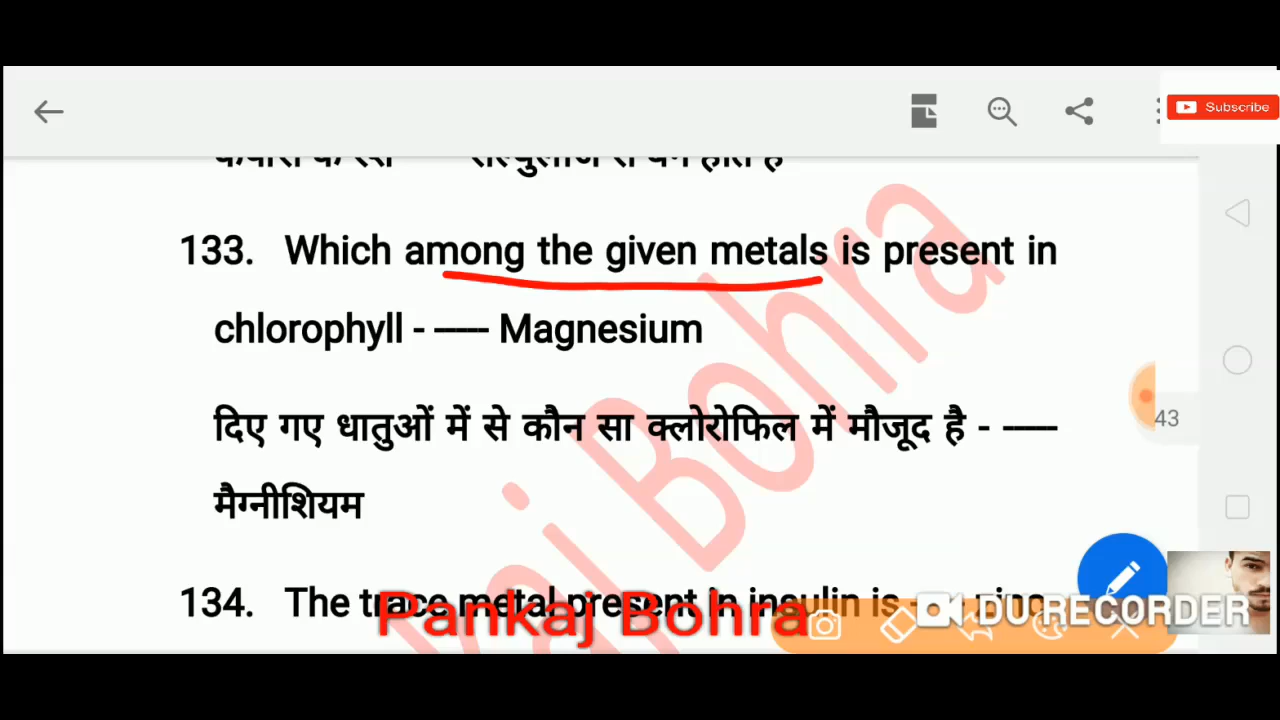 Subscribe
133. Which among the given metals is present in
chlorophyll - ----- Magnesium
दिए गए धातुओं में से कौन सा क्लोरोफिल में मौजूद है - -----
मैग्नीशियम
43
134. The trace metal present in insulin is - zinc
Pankaj Bohra
DU RECORDER